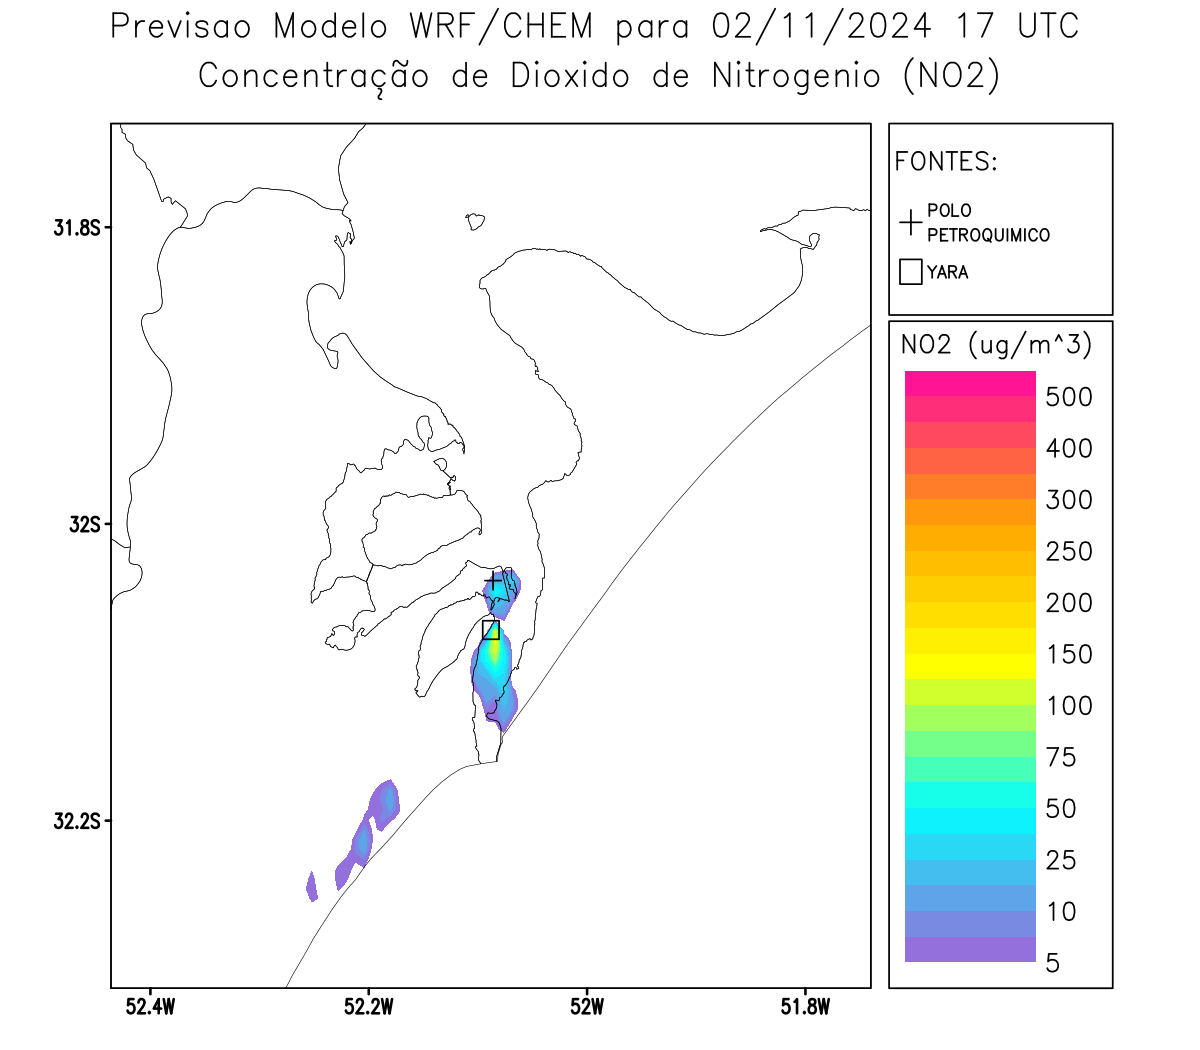 Previsao Modelo WRF/CHEM para 02/11/2024 17 UTC
Concentração de Dioxido de Nitrogenio (NO2)
FONTES:
POLO
PETROQUIMICO
YARA
NO2 (ug/m^3)
500
400
300
250
200
150
100
75
50
25
10
5
31.8S
32S
32.2S
52.4W
52.2W
52W
51.8W